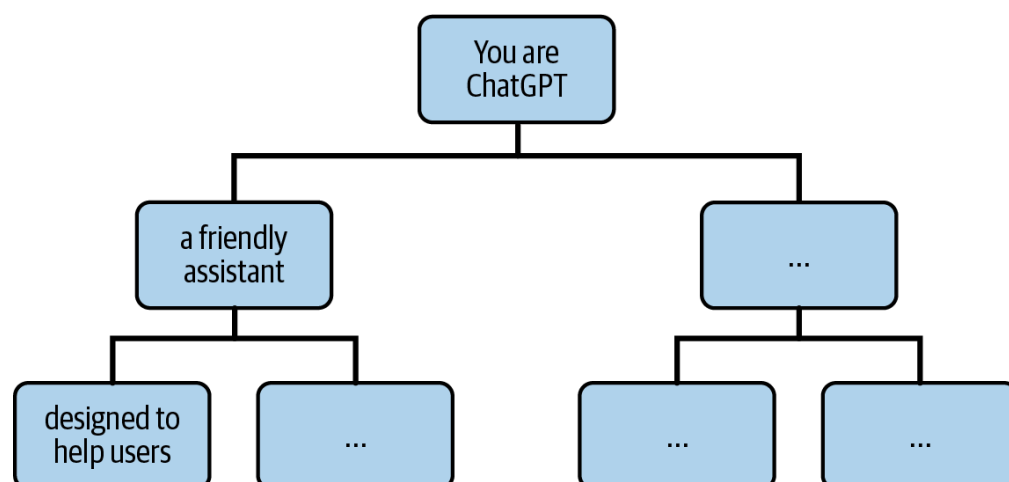 You are
ChatGPT
a friendly
assistant
...
designed to
help users
...
...
...